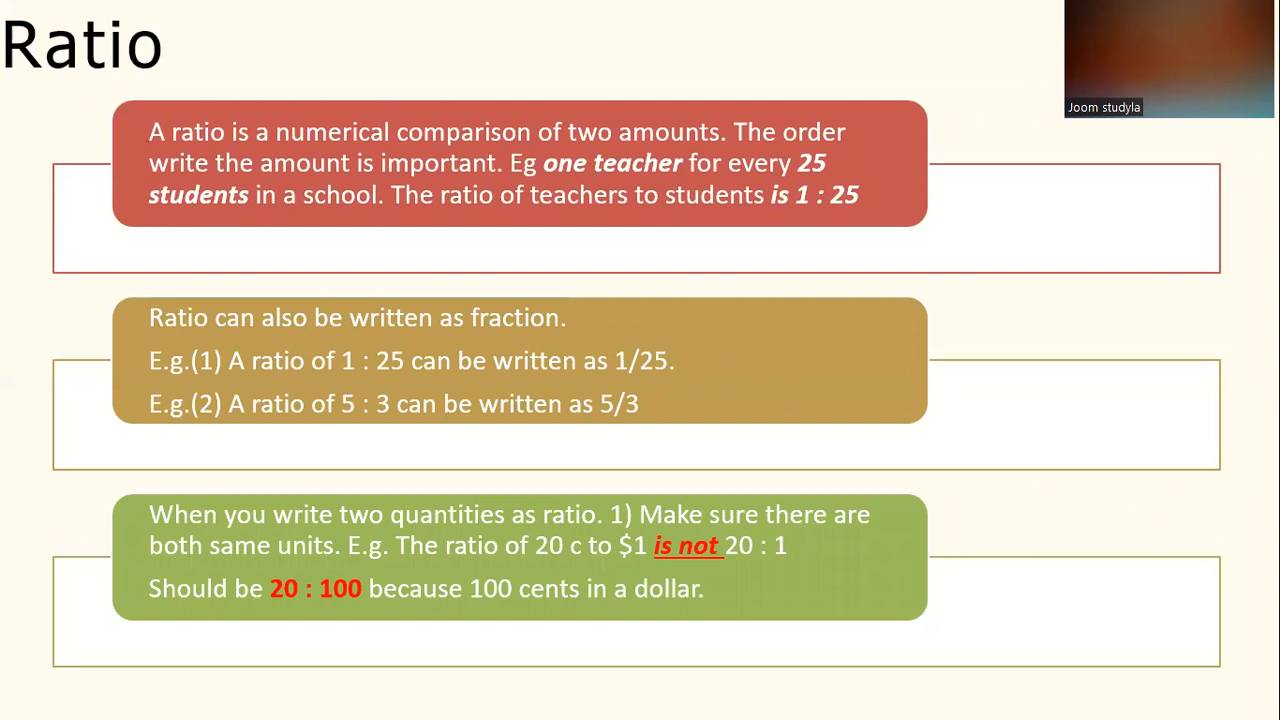 Ratio
Joom studyla
A ratio is a numerical comparison of two amounts. The order
write the amount is important. Eg one teacher for every 25
students in a school. The ratio of teachers to students is 1 : 25
Ratio can also be written as fraction.
E.g.(1) A ratio of 1 : 25 can be written as 1/25.
E.g.(2) A ratio of 5 : 3 can be written as 5/3
When you write two quantities as ratio. 1) Make sure there are
both same units. E.g. The ratio of 20 c to $1 is not 20 : 1
Should be 20 : 100 because 100 cents in a dollar.